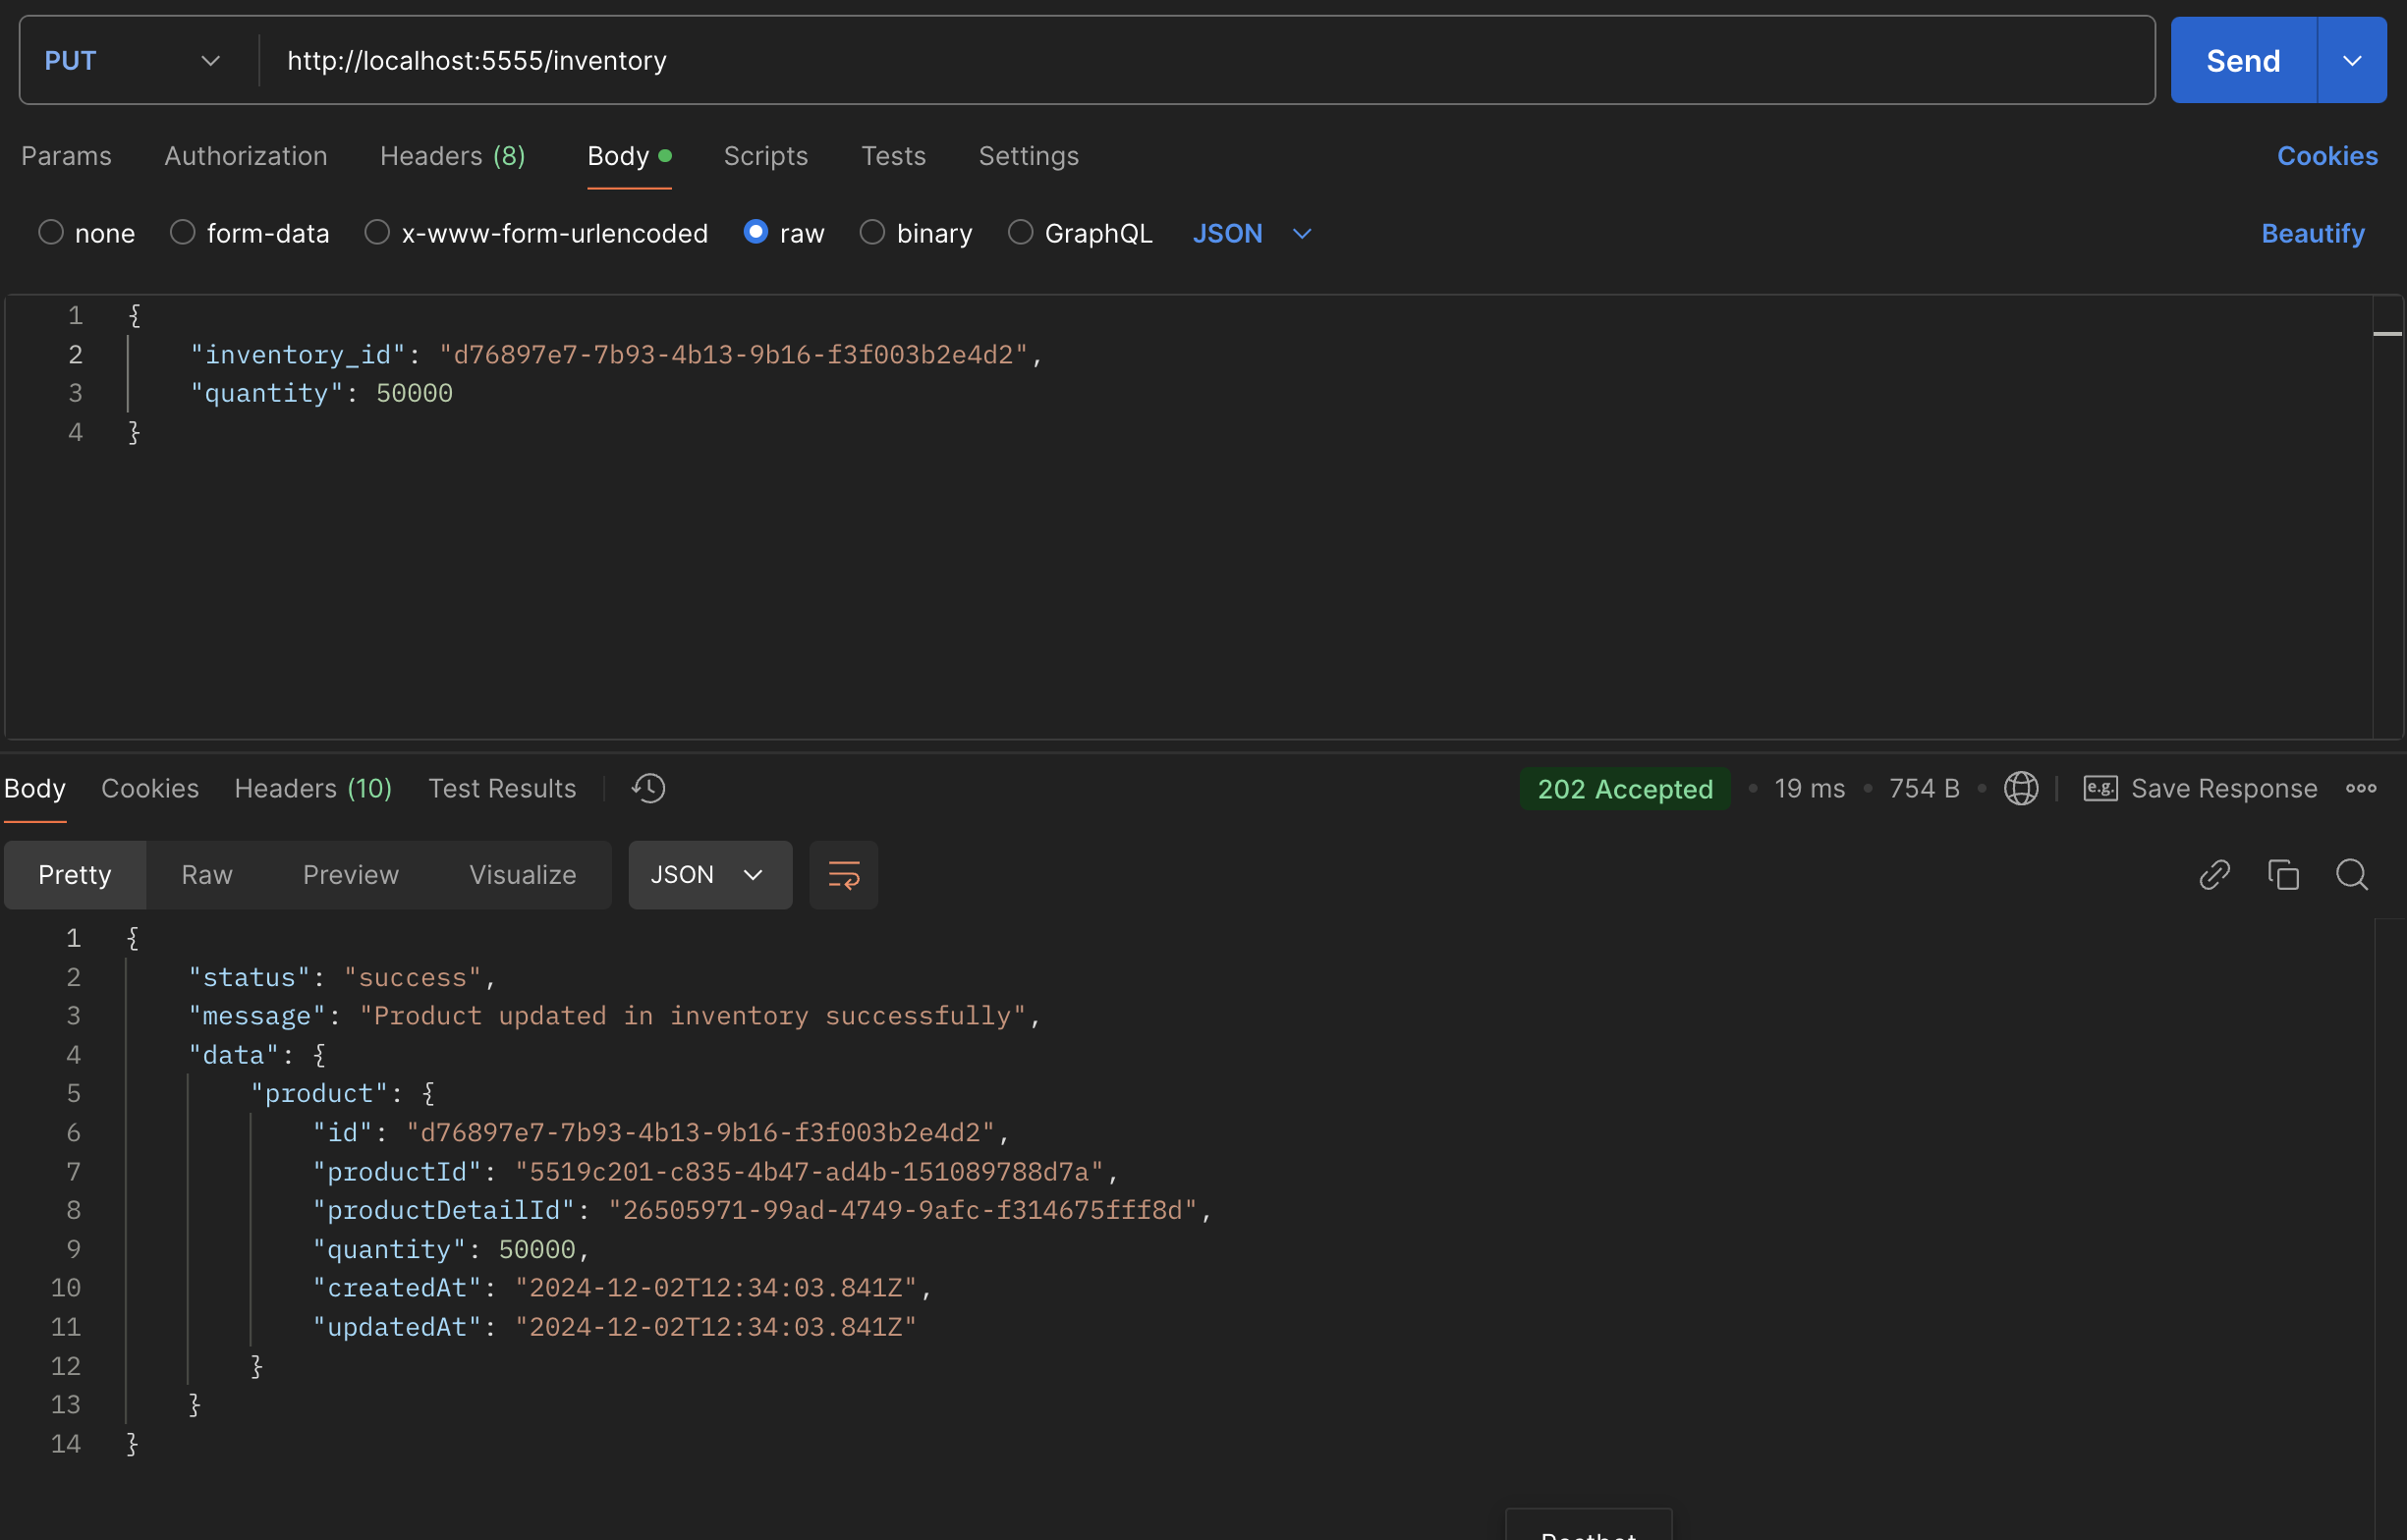 PUT http://localhost:5555/inventory Send
Params Authorization Headers (8) Body Scripts Tests Settings Cookies
none form-data x-www-form-urlencoded raw binary GraphQL JSON Beautify
1 {
2 "inventory_id": "d76897e7-7b93-4b13-9b16-f3f003b2e4d2",
3 "quantity": 50000
4 }
Body Cookies Headers (10) Test Results 202 Accepted • 19 ms • 754 B • e.g. Save Response
Pretty Raw Preview Visualize JSON
1 {
2 "status": "success",
3 "message": "Product updated in inventory successfully",
4 "data": {
5 "product": {
6 "id": "d76897e7-7b93-4b13-9b16-f3f003b2e4d2",
7 "productId": "5519c201-c835-4b47-ad4b-151089788d7a",
8 "productDetailId": "26505971-99ad-4749-9afc-f314675fff8d",
9 "quantity": 50000,
10 "createdAt": "2024-12-02T12:34:03.841Z",
11 "updatedAt": "2024-12-02T12:34:03.841Z"
12 }
13 }
14 }
Postbot